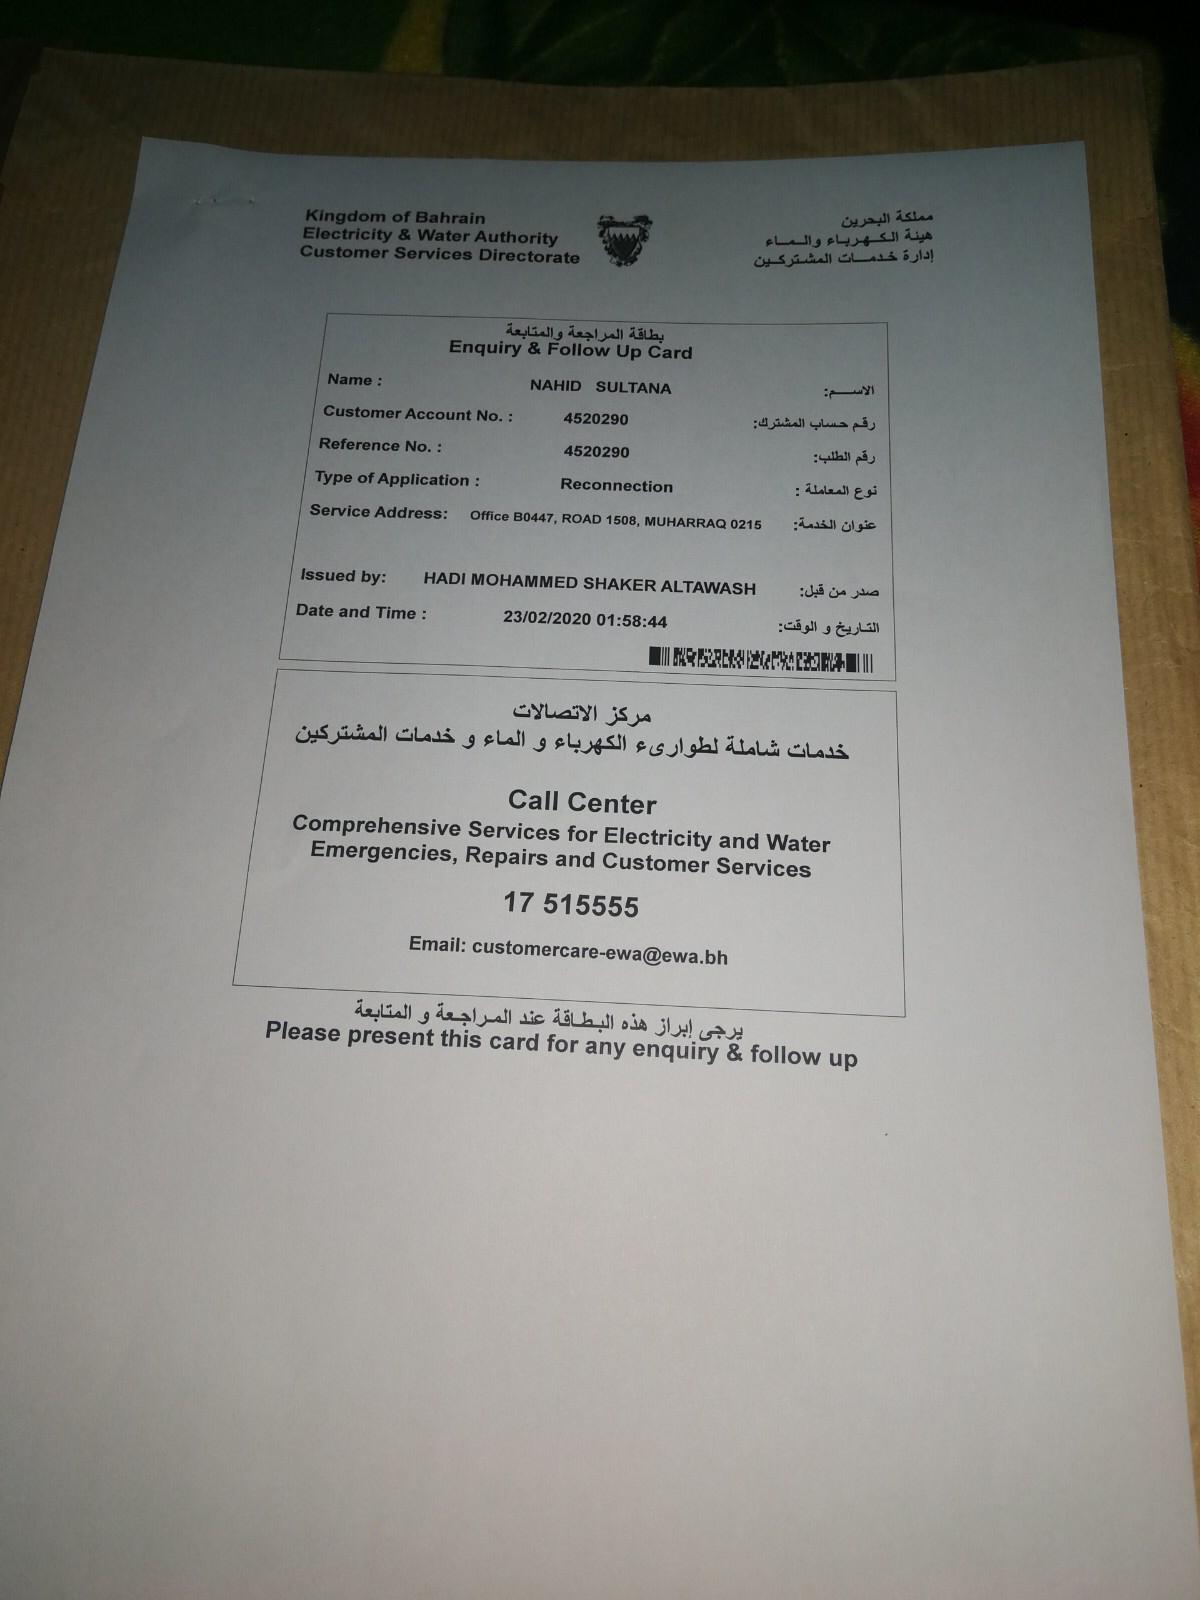 Kingdom of Bahrain
Electricity & Water Authority
Customer Services Directorate
مملكة البحرين
هيئة الكهرباء والماء
إدارة خدمات المشتركين
بطاقة المراجعة والمتابعة
Enquiry & Follow Up Card
Name : NAHID SULTANA الاسم:
Customer Account No. : 4520290 رقم حساب المشترك:
Reference No. : 4520290 رقم الطلب:
Type of Application : Reconnection نوع المعاملة :
Service Address: Office B0447, ROAD 1508, MUHARRAQ 0215 عنوان الخدمة:
Issued by: HADI MOHAMMED SHAKER ALTAWASH صدر من قبل:
Date and Time : 23/02/2020 01:58:44 التاريخ و الوقت:
مركز الاتصالات
خدمات شاملة لطوارىء الكهرباء و الماء و خدمات المشتركين
Call Center
Comprehensive Services for Electricity and Water
Emergencies, Repairs and Customer Services
17 515555
Email: customercare-ewa@ewa.bh
يرجى إبراز هذه البطاقة عند المراجعة و المتابعة
Please present this card for any enquiry & follow up